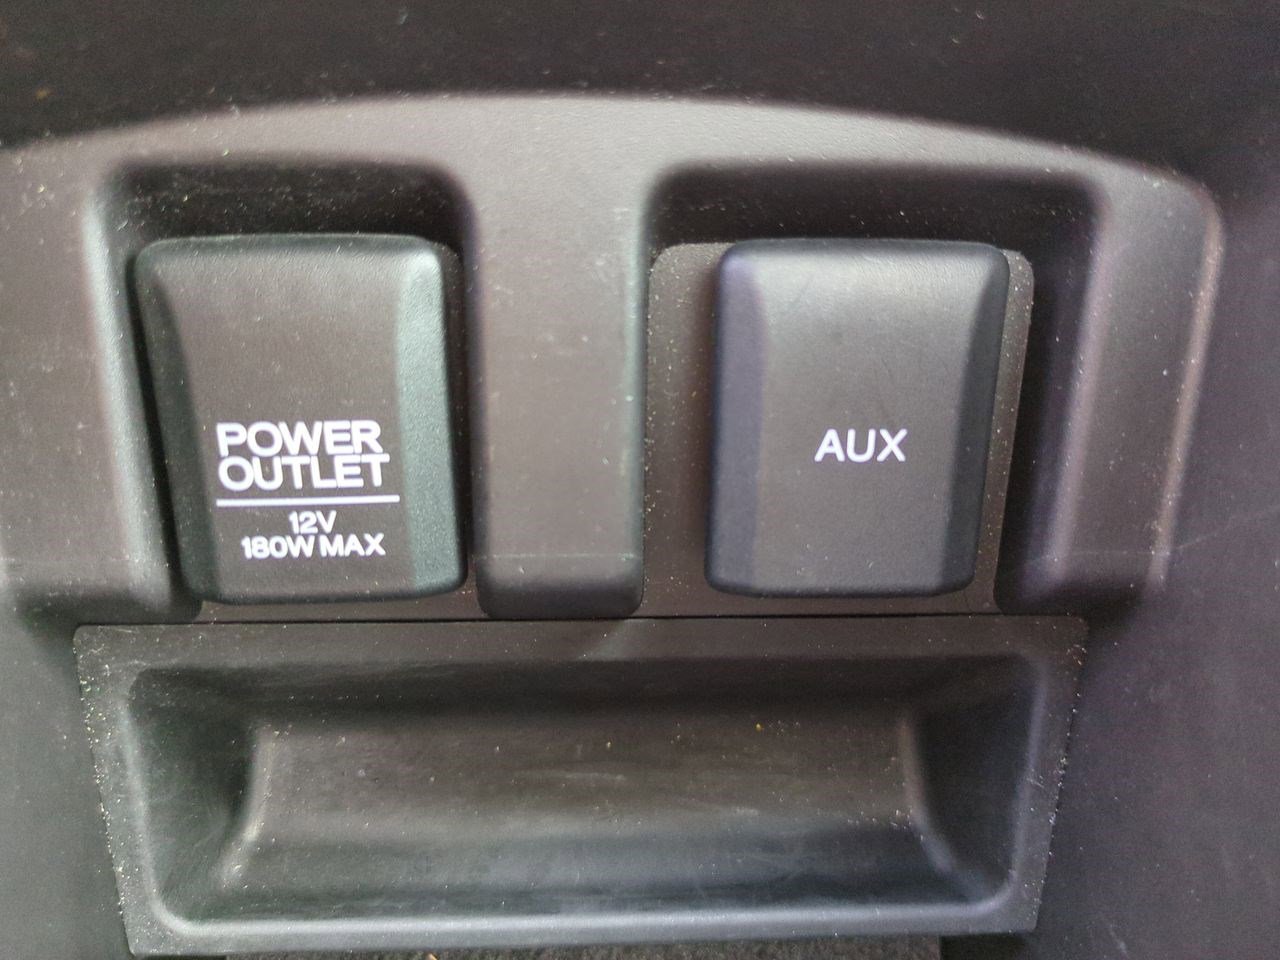 POWER
OUTLET
12V
180W MAX
AUX